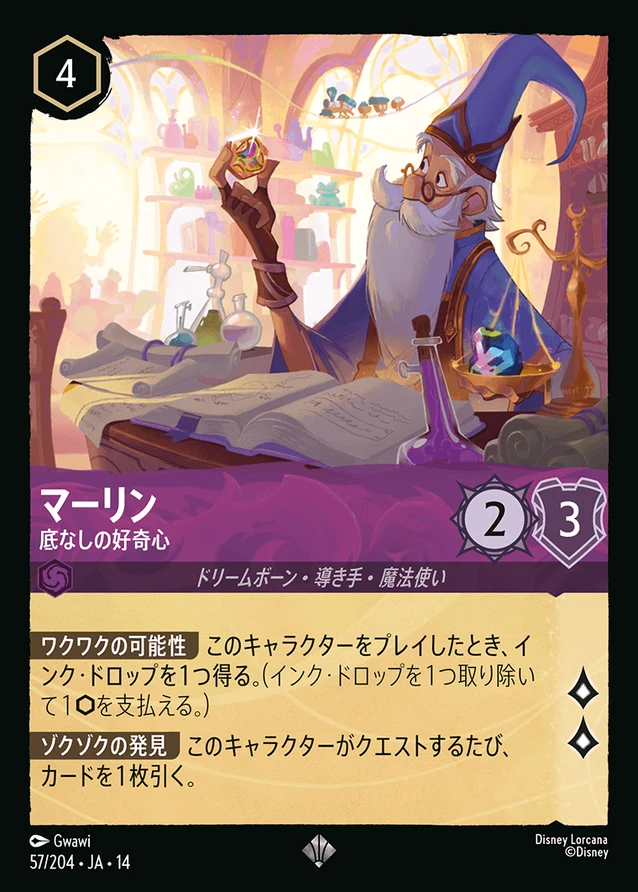 4
マーリン
底なしの好奇心
2
3
ドリームボーン・導き手・魔法使い
ワクワクの可能性 このキャラクターをプレイしたとき、イ
ンク・ドロップを1つ得る。(インク・ドロップを1つ取り除い
て1⬡を支払える。)
ゾクゾクの発見 このキャラクターがクエストするたび、
カードを1枚引く。
Gwawi
57/204・JA・14
Disney Lorcana
©Disney